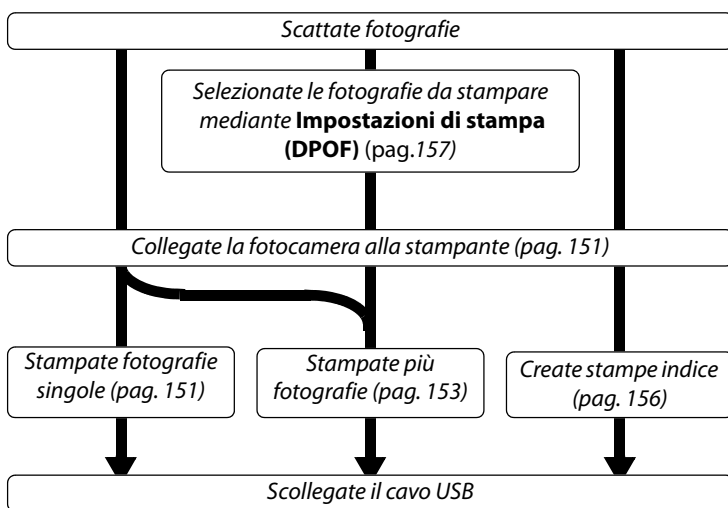 Scattate fotografie
Selezionate le fotografie da stampare
mediante Impostazioni di stampa
(DPOF) (pag.157)
Collegate la fotocamera alla stampante (pag. 151)
Stampate fotografie
singole (pag. 151)
Stampate più
fotografie (pag. 153)
Create stampe indice
(pag. 156)
Scollegate il cavo USB